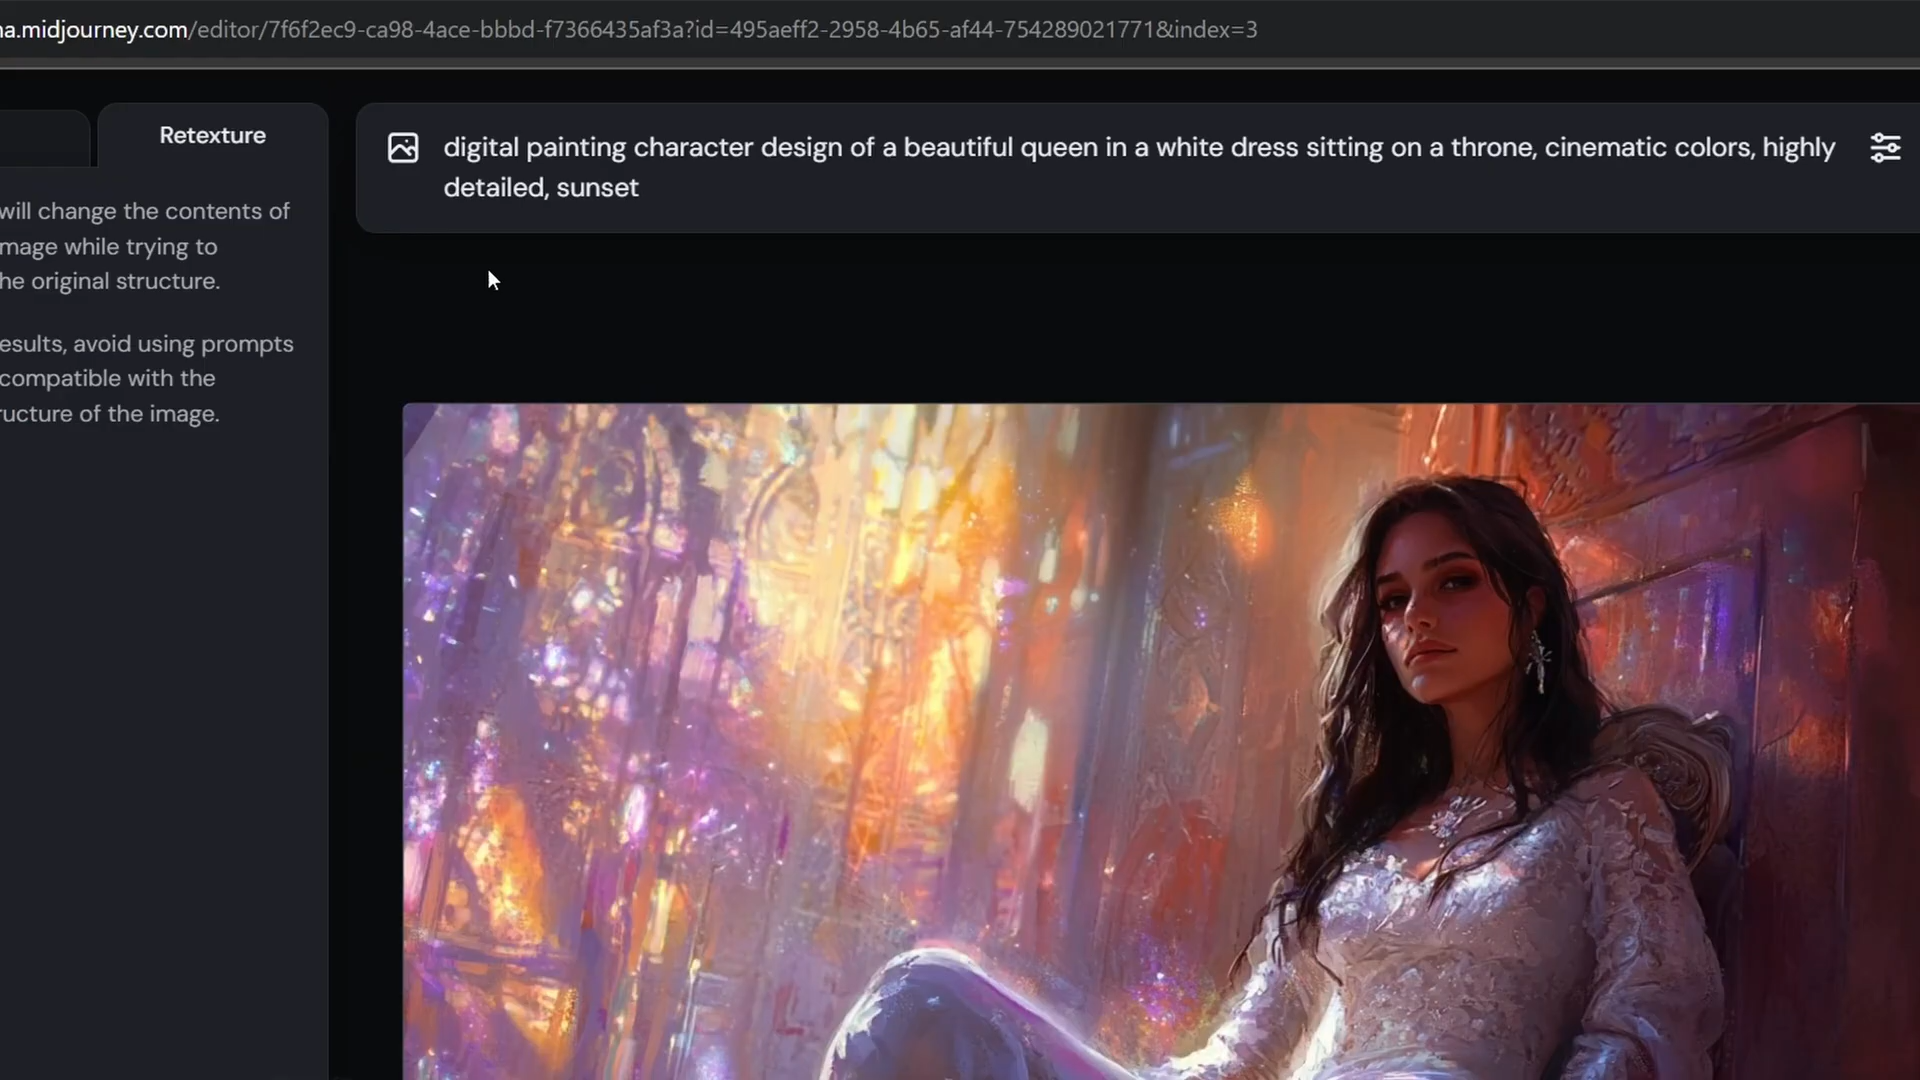 na.midjourney.com/editor/7f6f2ec9-ca98-4ace-bbbd-f7366435af3a?id=495aeff2-2958-4b65-af44-754289021771&index=3
Retexture
will change the contents of
mage while trying to
he original structure.
esults, avoid using prompts
compatible with the
ructure of the image.
digital painting character design of a beautiful queen in a white dress sitting on a throne, cinematic colors, highly
detailed, sunset